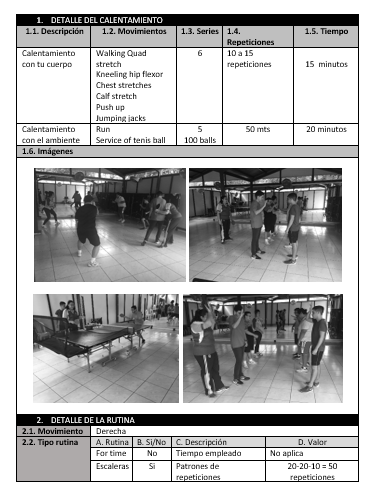 1. DETALLE DEL CALENTAMIENTO
1.1. Descripción 1.2. Movimientos 1.3. Series 1.4. Repeticiones 1.5. Tiempo
Calentamiento con tu cuerpo
Walking Quad stretch
Kneeling hip flexor
Chest stretches
Calf stretch
Push up
Jumping jacks
6
10 a 15 repeticiones
15 minutos
Calentamiento con el ambiente
Run
Service of tenis ball
5
100 balls
50 mts
20 minutos
1.6. Imágenes
2. DETALLE DE LA RUTINA
2.1. Movimiento Derecha
2.2. Tipo rutina A. Rutina B. Si/No C. Descripción D. Valor
For time No Tiempo empleado No aplica
Escaleras Si Patrones de repeticiones 20-20-10 = 50 repeticiones